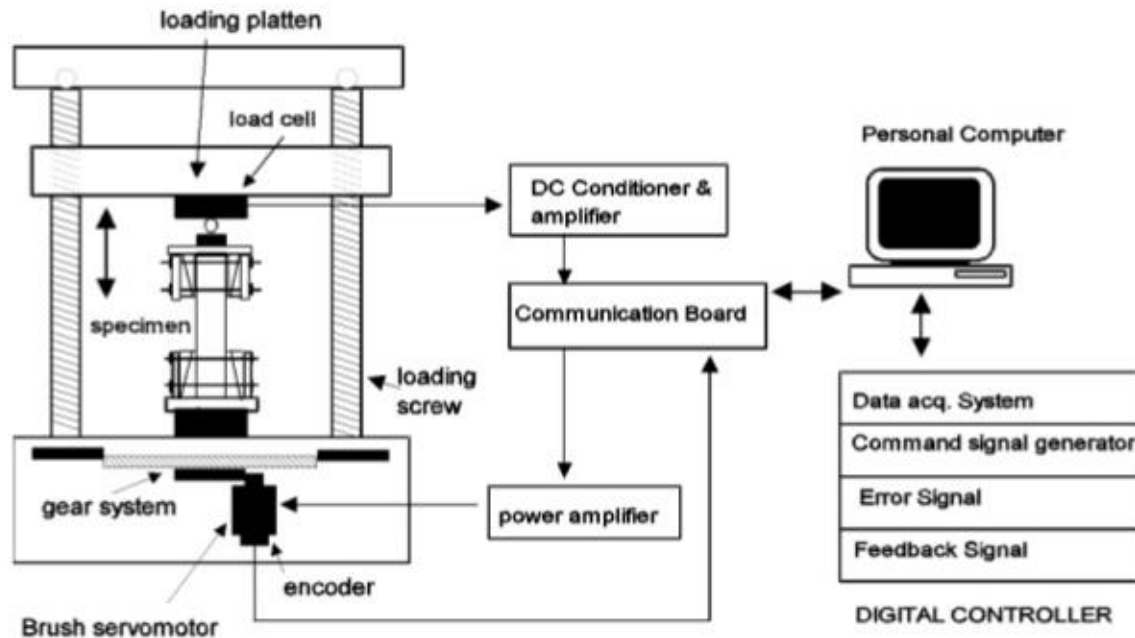 loading platten
load cell
specimen
loading
screw
gear system
encoder
Brush servomotor
DC Conditioner &
amplifier
Communication Board
power amplifier
Personal Computer
Data acq. System
Command signal generator
Error Signal
Feedback Signal
DIGITAL CONTROLLER